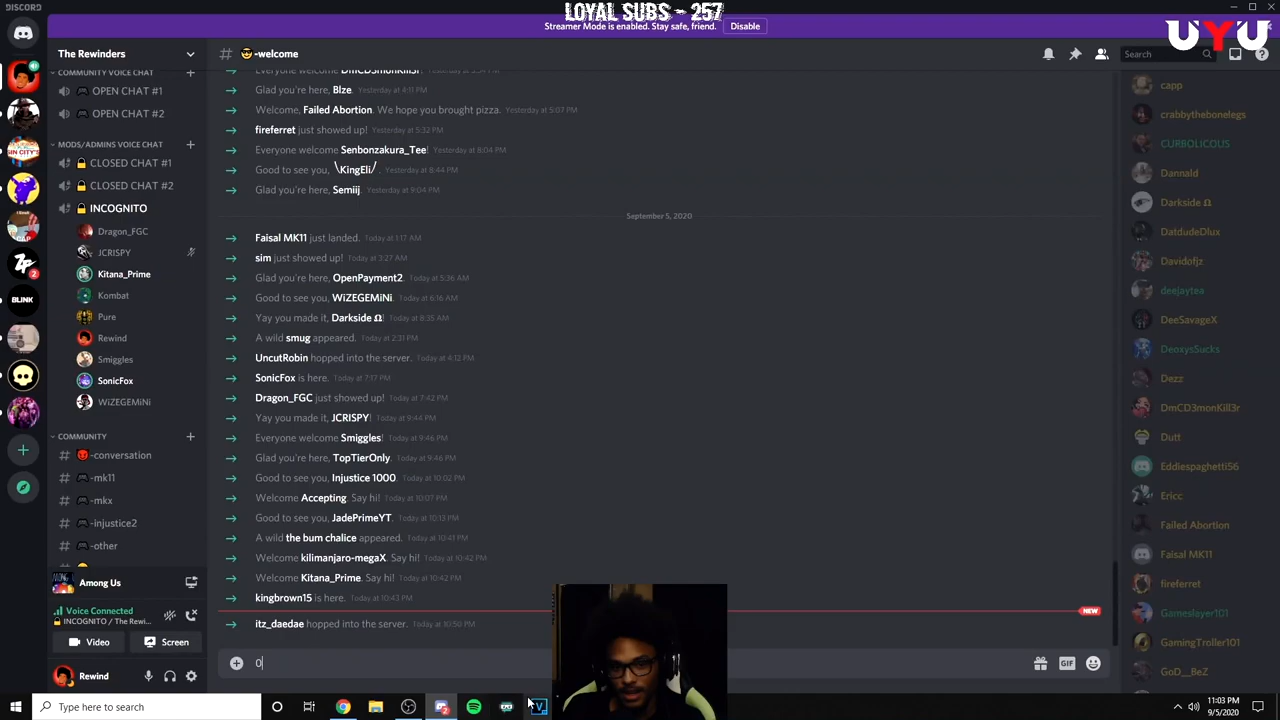 DISCORD
LOYAL SUBS - 257
Streamer Mode is enabled. Stay safe, friend. Disable
UYU
The Rewinders
# -welcome
Search
COMMUNITY VOICE CHAT
OPEN CHAT #1
OPEN CHAT #2
MODS/ADMINS VOICE CHAT
CLOSED CHAT #1
CLOSED CHAT #2
INCOGNITO
Dragon_FGC
JCRISPY
Kitana_Prime
Kombat
Pure
Rewind
Smiggles
SonicFox
WiZEGEMiNi
COMMUNITY
-conversation
-mk11
-mkx
-injustice2
-other
Among Us
Voice Connected
INCOGNITO / The Rewi...
Video
Screen
Rewind
2
BLINK
Everyone welcome DmCD3monKill3r! Yesterday at 3:54 PM
Glad you're here, Blze. Yesterday at 4:11 PM
Welcome, Failed Abortion. We hope you brought pizza. Yesterday at 5:07 PM
fireferret just showed up! Yesterday at 5:32 PM
Everyone welcome Senbonzakura_Tee! Yesterday at 8:04 PM
Good to see you, \KingEli/ . Yesterday at 8:44 PM
Glad you're here, Semiij. Yesterday at 9:04 PM
September 5, 2020
Faisal MK11 just landed. Today at 1:17 AM
sim just showed up! Today at 3:27 AM
Glad you're here, OpenPayment2. Today at 5:36 AM
Good to see you, WiZEGEMiNi. Today at 6:16 AM
Yay you made it, Darkside Ω! Today at 8:35 AM
A wild smug appeared. Today at 2:31 PM
UncutRobin hopped into the server. Today at 4:12 PM
SonicFox is here. Today at 7:17 PM
Dragon_FGC just showed up! Today at 7:42 PM
Yay you made it, JCRISPY! Today at 9:44 PM
Everyone welcome Smiggles! Today at 9:46 PM
Glad you're here, TopTierOnly. Today at 9:46 PM
Good to see you, Injustice 1000. Today at 10:02 PM
Welcome Accepting. Say hi! Today at 10:07 PM
Good to see you, JadePrimeYT. Today at 10:13 PM
A wild the bum chalice appeared. Today at 10:41 PM
Welcome kilimanjaro-megaX. Say hi! Today at 10:42 PM
Welcome Kitana_Prime. Say hi! Today at 10:42 PM
kingbrown15 is here. Today at 10:43 PM
NEW
itz_daedae hopped into the server. Today at 10:50 PM
0
GIF
capp
crabbythebonelegs
CURBOLICOUS
Dannald
Darkside Ω
DatdudeDlux
Davidofjz
deejaytea
DeeSavageX
DeoxysSucks
Dezz
DmCD3monKill3r
Dutt
Eddiespaghetti56
Ericc
Failed Abortion
Faisal MK11
fireferret
Gameslayer101
GamingTroller101
GoD__BeZ
Type here to search
11:03 PM
9/5/2020